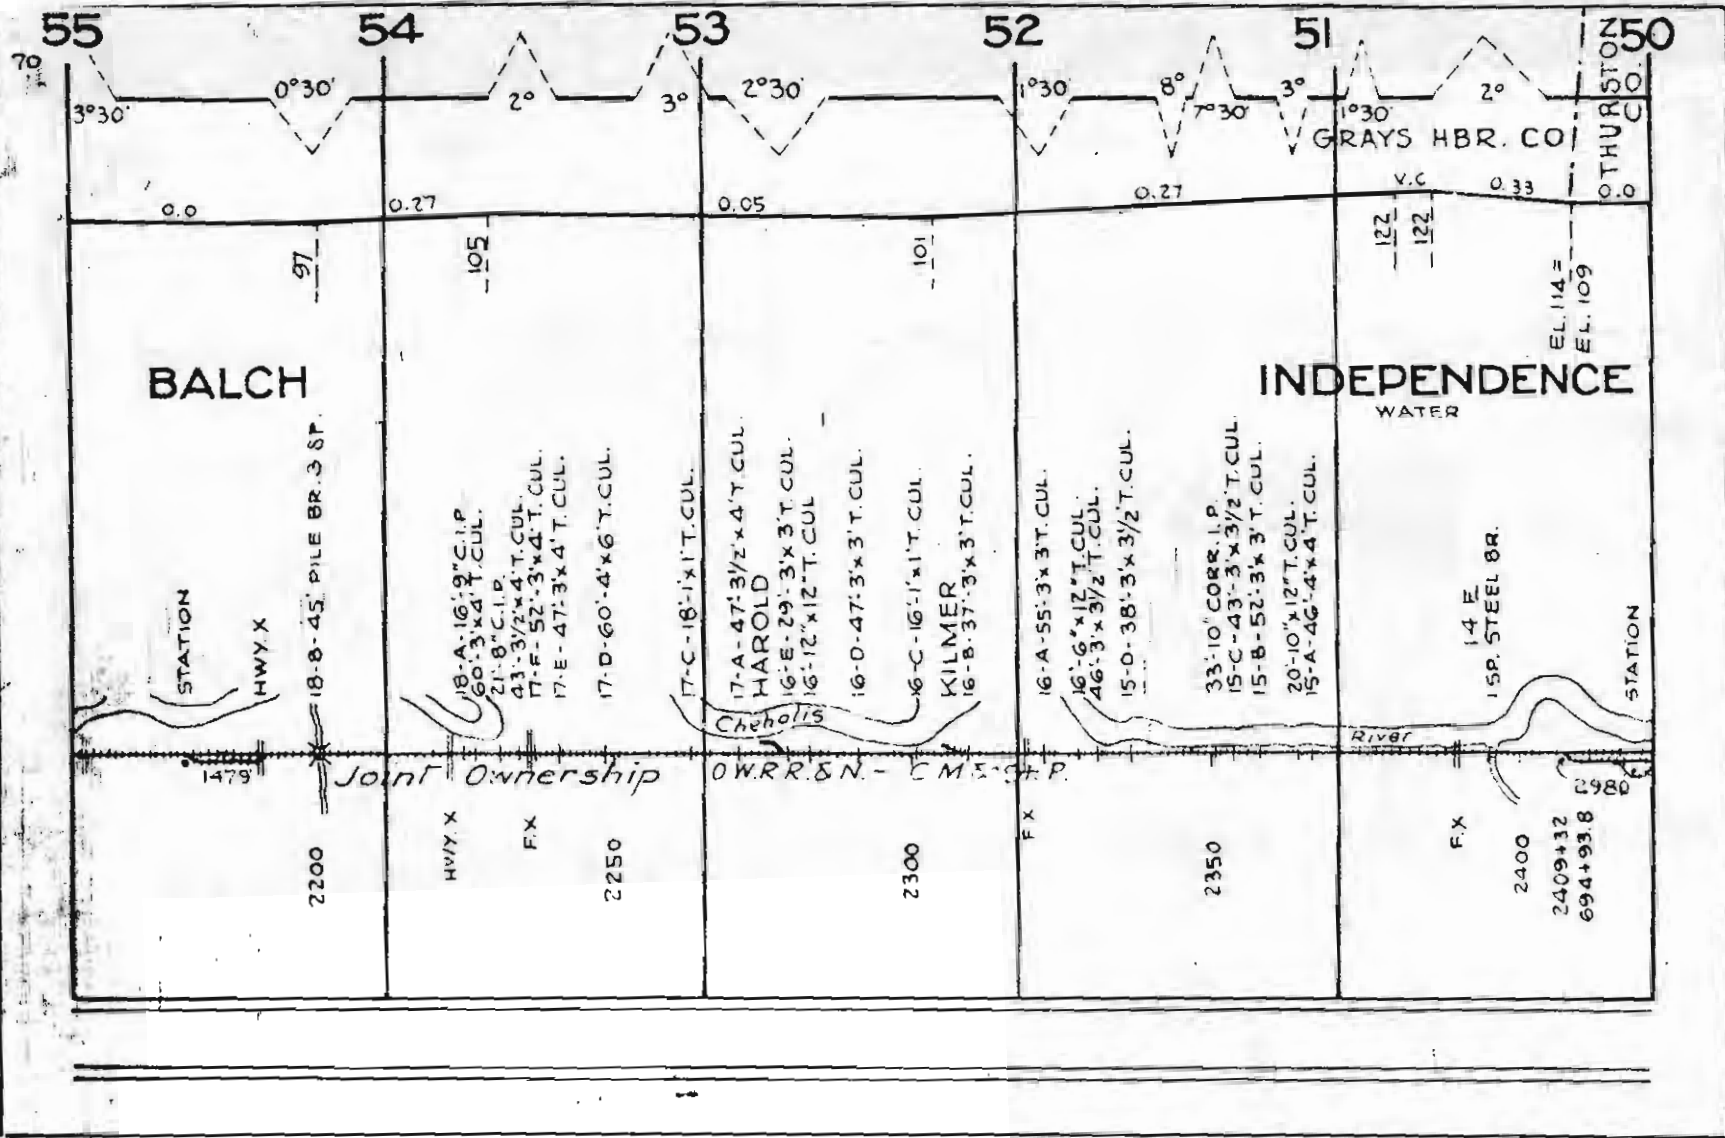 55 54 53 52 51 50
70
3°30' 0°30' 2° 3° 2°30' 1°30' 8° 7°30' 3° 1°30' 2°
GRAYS HBR. CO
THURSTON CO.
0.0 0.27 0.05 0.27 V.C 0.33 0.0
97 105 101 122 122
EL. 114 =
EL. 109
BALCH
INDEPENDENCE
WATER
STATION
HWY. X
18-B-45' PILE BR. 3 SP.
18-A-16'-9" C.I.P.
60'-3'x4' T.CUL.
21'-8" C.I.P.
43'-3½'x4' T.CUL.
17-F-52'-3'x4' T.CUL.
17-E-47'-3'x4' T.CUL.
17-D-60'-4'x6' T.CUL.
17-C-18'-1'x1' T.CUL.
17-A-47'-3½'x4' T.CUL
HAROLD
16-E-29'-3'x3' T.CUL.
16'-12"x12" T.CUL
16-D-47'-3'x3' T.CUL.
16-C-16'-1'x1' T.CUL
KILMER
16-B-37'-3'x3' T.CUL.
16-A-55'-3'x3' T.CUL.
16'-6"x12" T.CUL.
46'-3'x3½' T.CUL.
15-D-38'-3'x3½' T.CUL.
33'-10" CORR. I.P.
15-C-43'-3'x3½' T.CUL
15-B-52'-3'x3' T.CUL.
20'-10"x12" T.CUL.
15-A-46'-4'x4' T.CUL.
14 E
1 SP. STEEL BR.
STATION
Chehalis
River
1479'
Joint Ownership O.W.R.R.&N. - C.M.&St.P.
2980
HWY. X
F.X
F.X
F.X
2200 2250 2300 2350 2400
2409+32
694+93.8